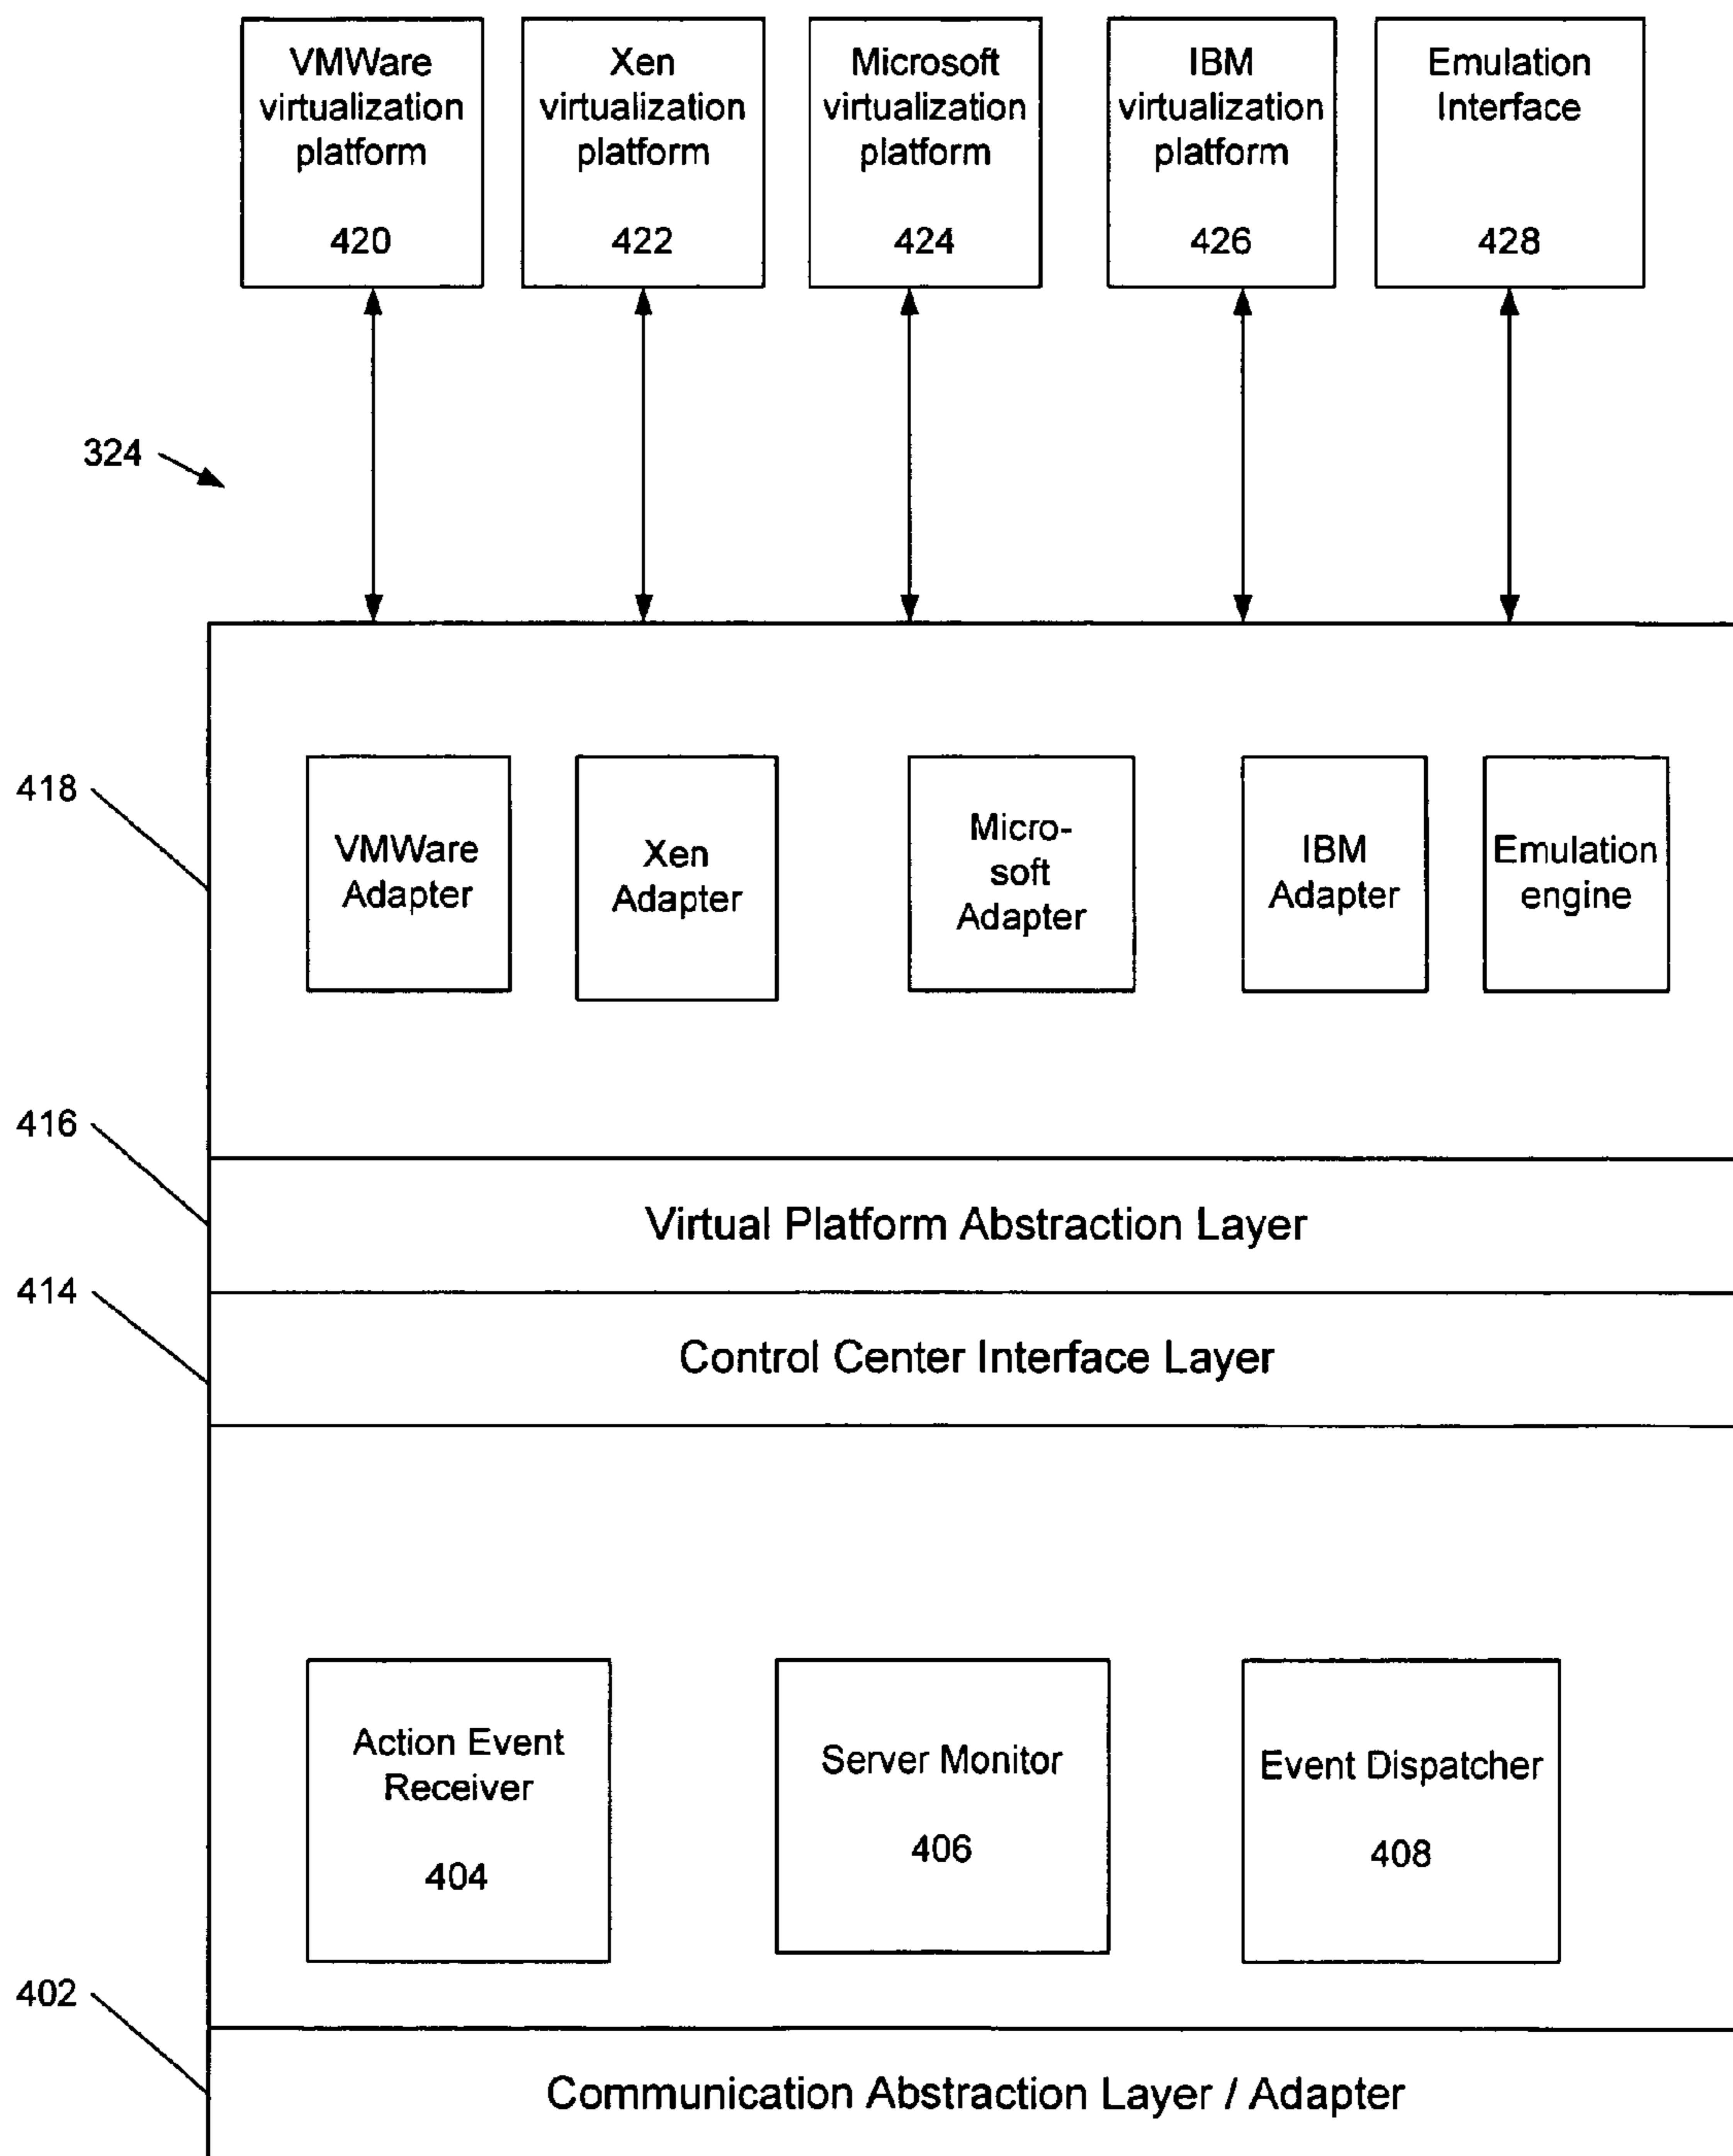 VMWare
virtualization
platform
420
Xen
virtualization
platform
422
Microsoft
virtualization
platform
424
IBM
virtualization
platform
426
Emulation
Interface
428
324
418
VMWare
Adapter
Xen
Adapter
Micro-
soft
Adapter
IBM
Adapter
Emulation
engine
416
Virtual Platform Abstraction Layer
414
Control Center Interface Layer
Action Event
Receiver
404
Server Monitor
406
Event Dispatcher
408
402
Communication Abstraction Layer / Adapter